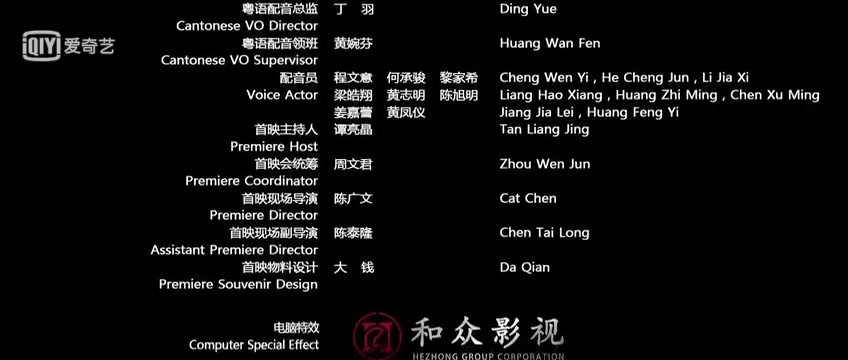 粤语配音总监 丁 羽 Ding Yue
Cantonese VO Director
iQIYI 爱奇艺
粤语配音领班 黄婉芬 Huang Wan Fen
Cantonese VO Supervisor
配音员 程文意 何承骏 黎家希 Cheng Wen Yi , He Cheng Jun , Li Jia Xi
Voice Actor 梁皓翔 黄志明 陈旭明 Liang Hao Xiang , Huang Zhi Ming , Chen Xu Ming
姜嘉蕾 黄凤仪 Jiang Jia Lei , Huang Feng Yi
首映主持人 谭亮晶 Tan Liang Jing
Premiere Host
首映会统筹 周文君 Zhou Wen Jun
Premiere Coordinator
首映现场导演 陈广文 Cat Chen
Premiere Director
首映现场副导演 陈泰隆 Chen Tai Long
Assistant Premiere Director
首映物料设计 大 钱 Da Qian
Premiere Souvenir Design
电脑特效 和众影视
Computer Special Effect HEZHONG GROUP CORPORATION